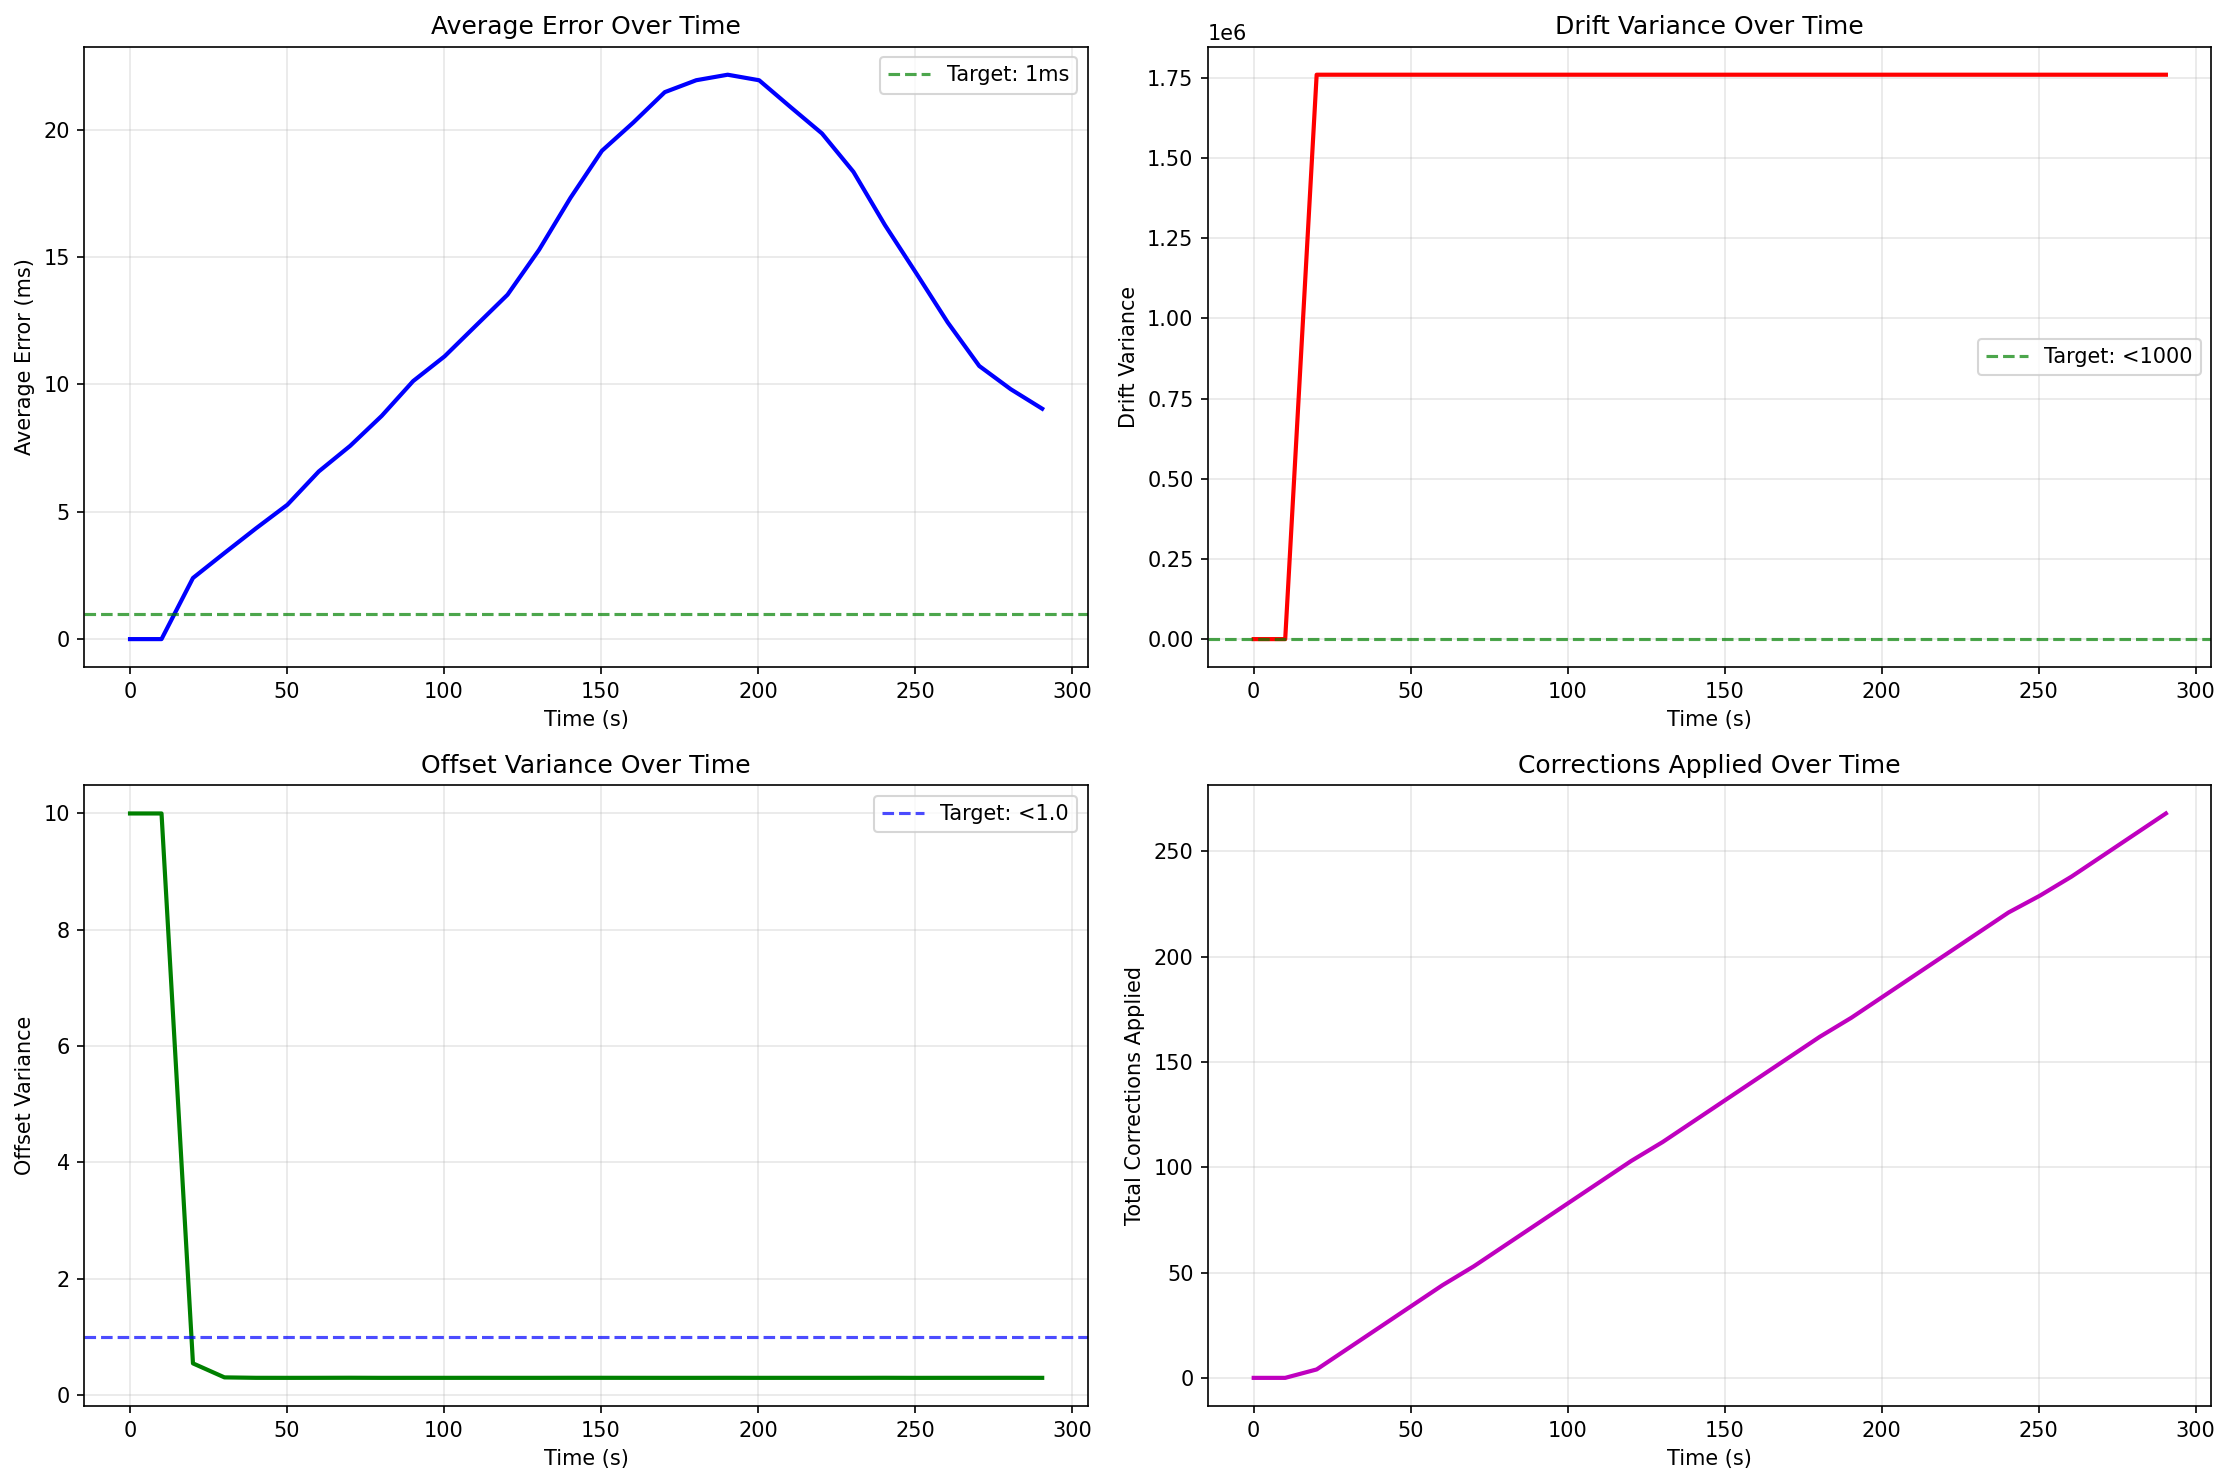 Average Error Over Time
Target: 1ms
20
15
10
5
0
Average Error (ms)
0 50 100 150 200 250 300
Time (s)
Drift Variance Over Time
1e6
1.75
1.50
1.25
1.00
0.75
0.50
0.25
0.00
Drift Variance
Target: <1000
0 50 100 150 200 250 300
Time (s)
Offset Variance Over Time
Target: <1.0
10
8
6
4
2
0
Offset Variance
0 50 100 150 200 250 300
Time (s)
Corrections Applied Over Time
250
200
150
100
50
0
Total Corrections Applied
0 50 100 150 200 250 300
Time (s)